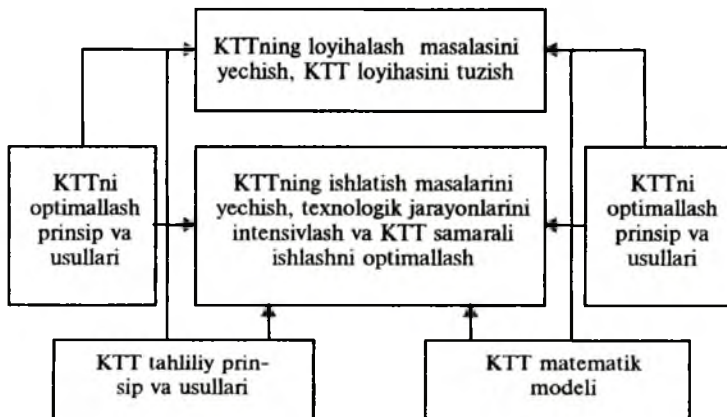 KTTning loyihalash masalasini
yechish, KTT loyihasini tuzish
KTTni
optimallash
prinsip va
usullari
KTTning ishlatish masalarini
yechish, texnologik jarayonlarini
intensivlash va KTT samarali
ishlashni optimallash
KTTni
optimallash
prinsip va
usullari
KTT tahliliy prin-
sip va usullari
KTT matematik
modeli